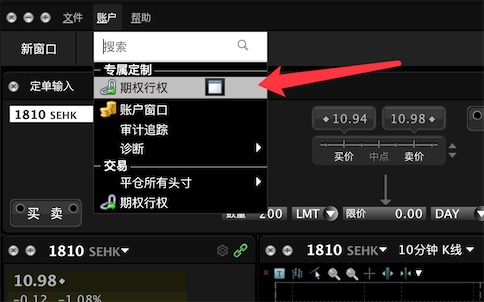 文件 账户 帮助
新窗口
搜索
专属定制
期权行权
账户窗口
审计追踪
诊断
交易
平仓所有头寸
期权行权
定单输入
1810 SEHK
10.94 10.98
买价 中点 卖价
买 卖
数量 200 LMT 限价 0.00 DAY
1810 SEHK
10.98
-0.12 -1.08%
1810 SEHK 10分钟 K线